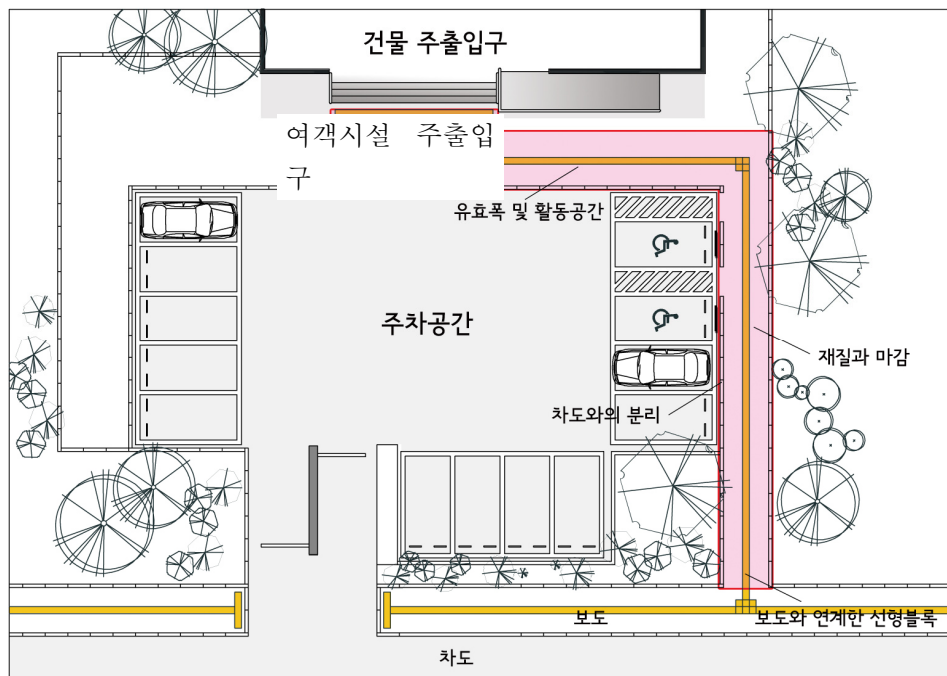 건물 주출입구
여객시설 주출입
구
유효폭 및 활동공간
주차공간
재질과 마감
차도와의 분리
보도
보도와 연계한 선형블록
차도